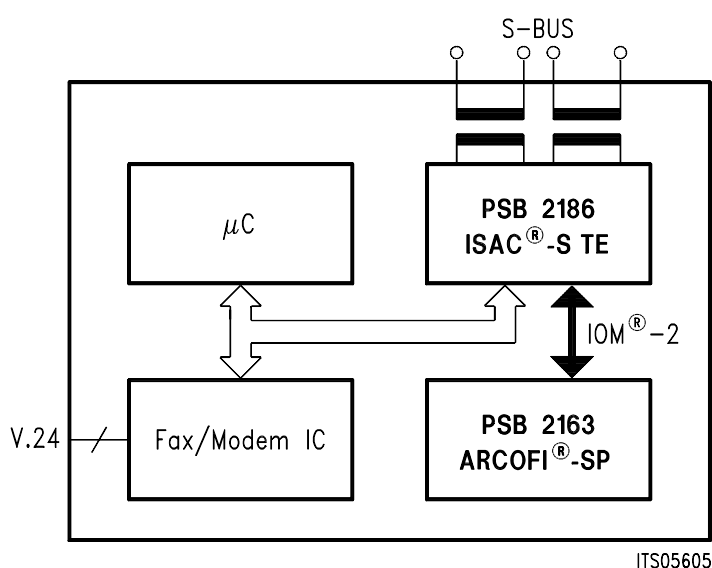 S-BUS
μC
PSB 2186
ISAC®-S TE
IOM®-2
V.24
Fax/Modem IC
PSB 2163
ARCOFI®-SP
ITS05605